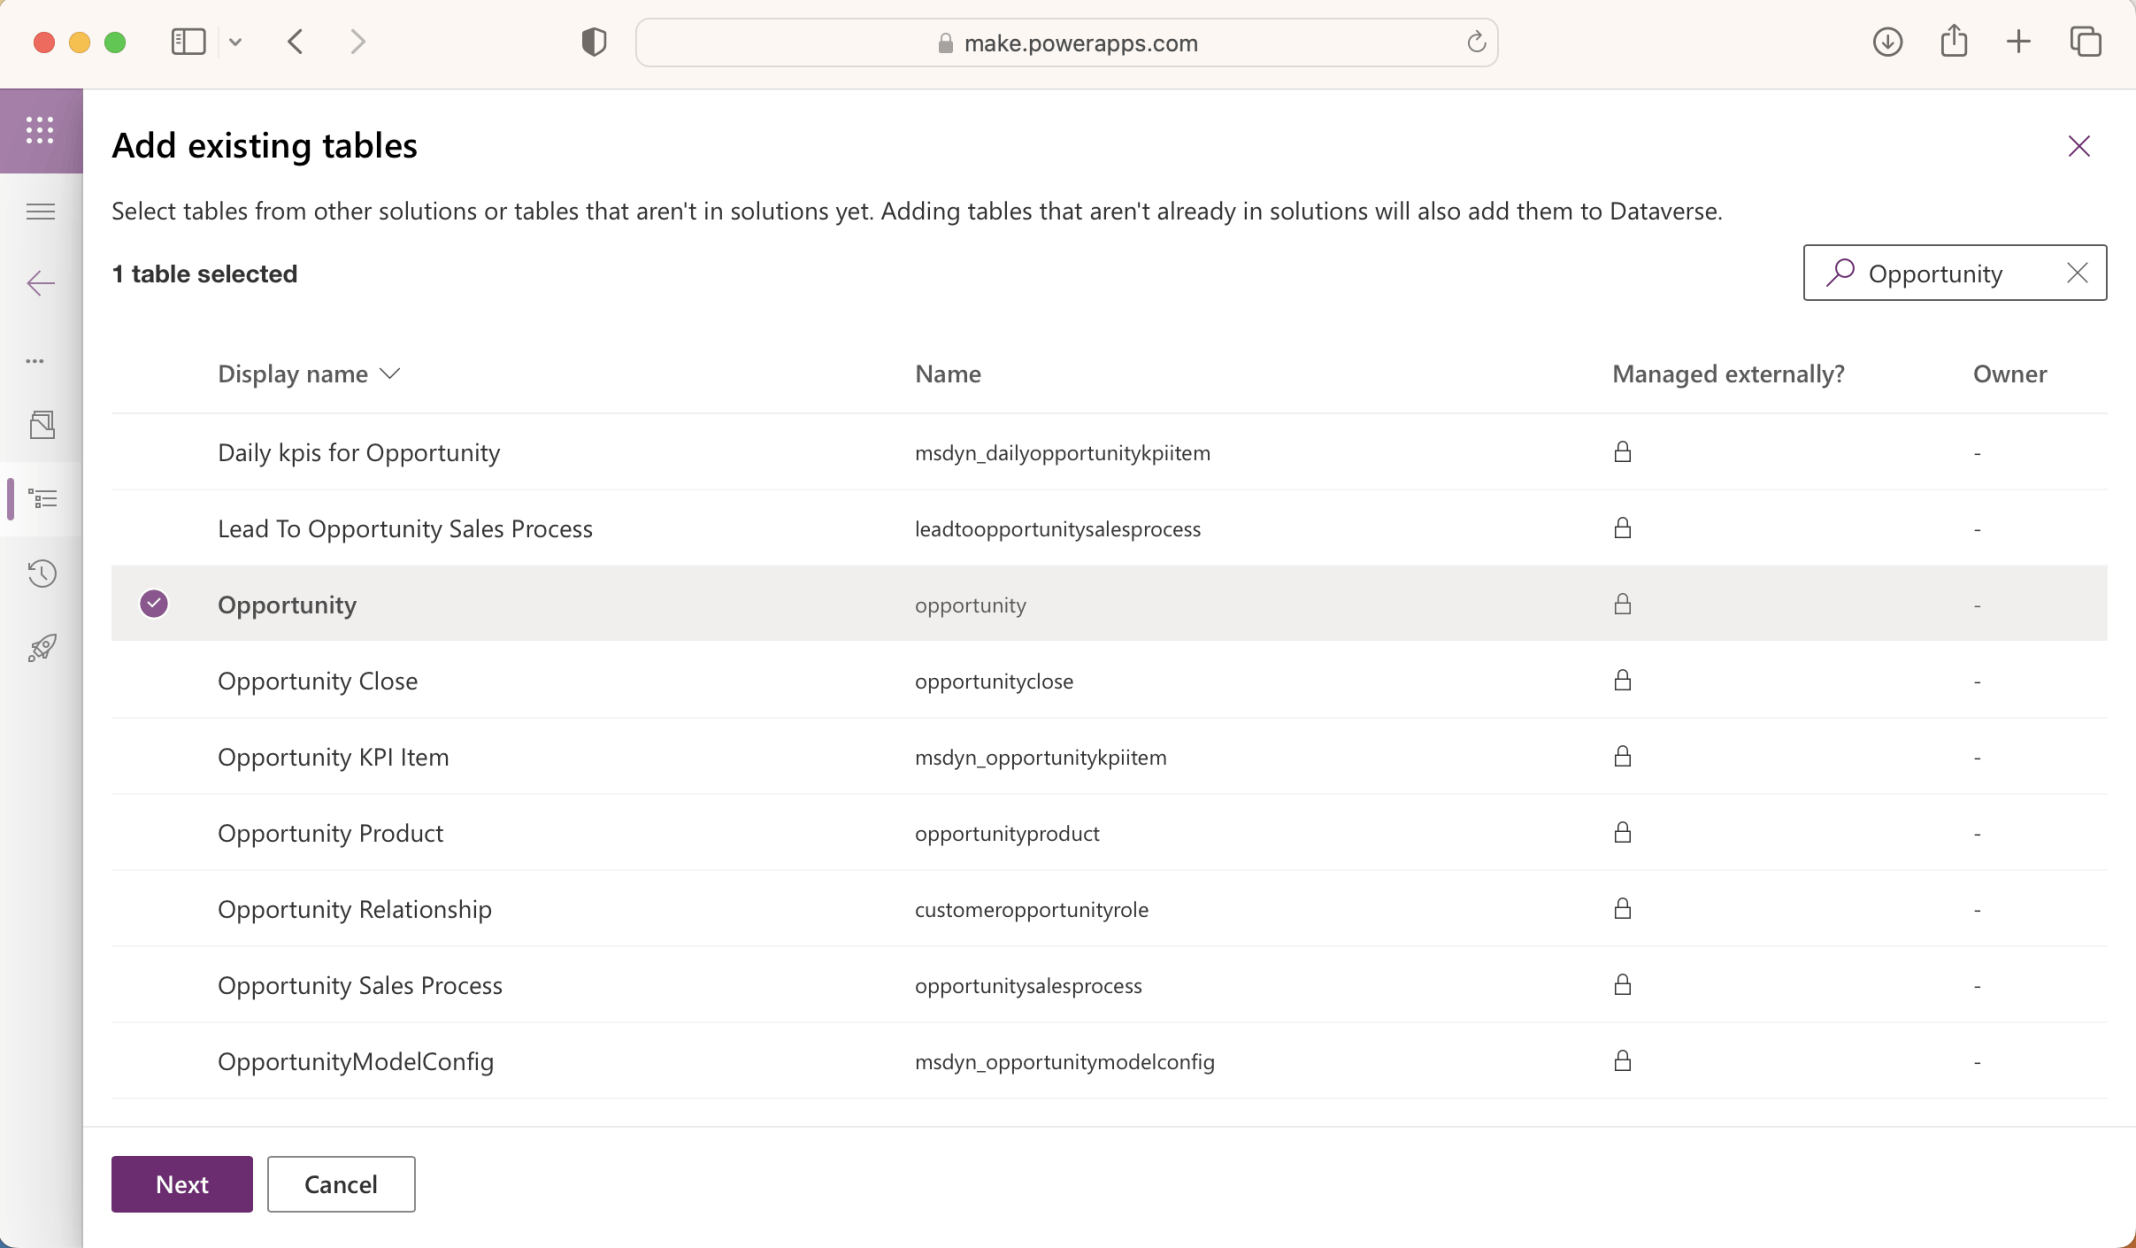 make.powerapps.com
Add existing tables
Select tables from other solutions or tables that aren't in solutions yet. Adding tables that aren't already in solutions will also add them to Dataverse.
1 table selected
Opportunity
Display name Name Managed externally? Owner
Daily kpis for Opportunity msdyn_dailyopportunitykpiitem -
Lead To Opportunity Sales Process leadtoopportunitysalesprocess -
Opportunity opportunity -
Opportunity Close opportunityclose -
Opportunity KPI Item msdyn_opportunitykpiitem -
Opportunity Product opportunityproduct -
Opportunity Relationship customeropportunityrole -
Opportunity Sales Process opportunitysalesprocess -
OpportunityModelConfig msdyn_opportunitymodelconfig -
Next Cancel